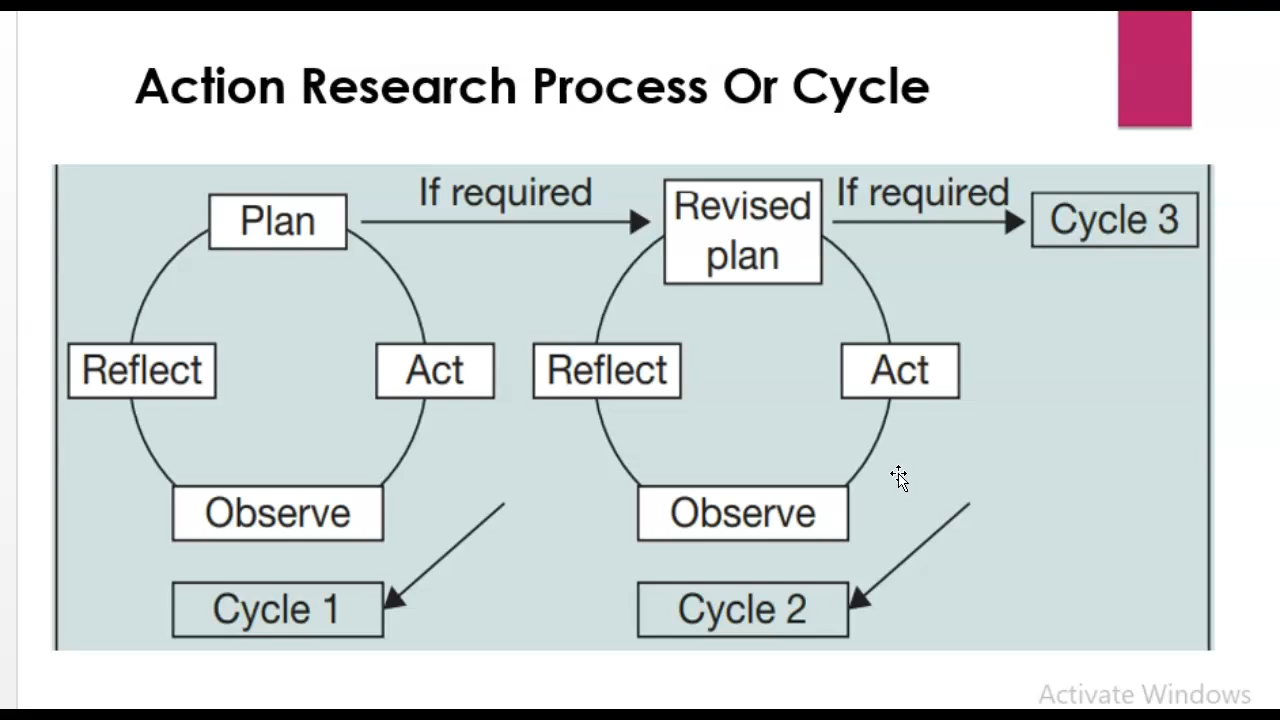 Action Research Process Or Cycle
If required
If required
Plan
Revised
plan
Cycle 3
Reflect
Act
Reflect
Act
Observe
Observe
Cycle 1
Cycle 2
Activate Windows